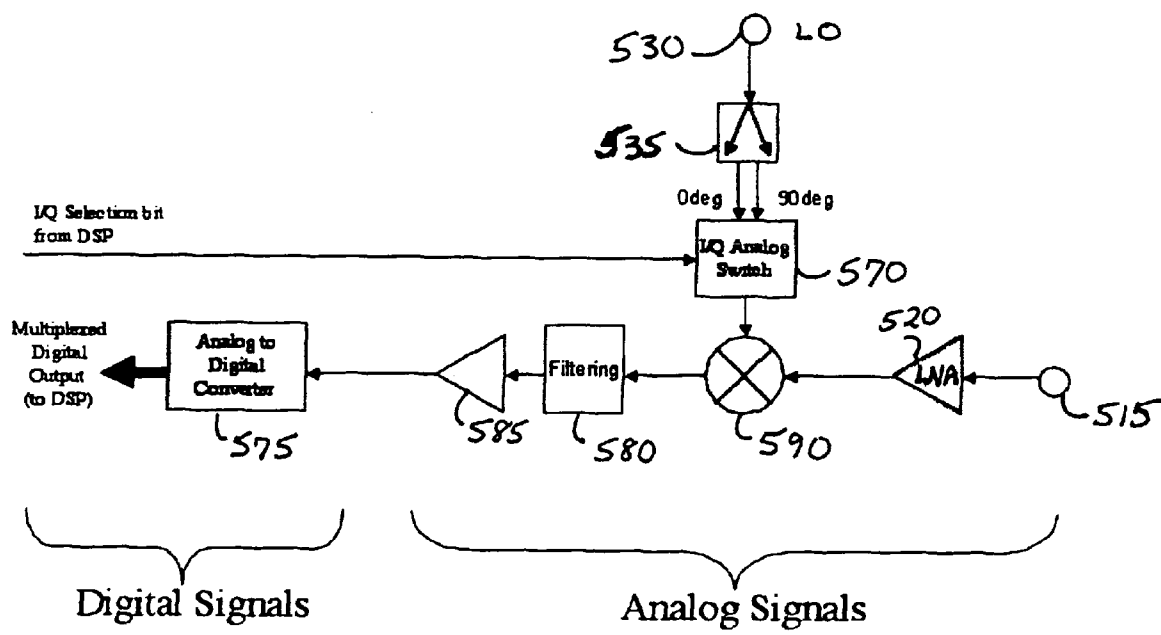 530
LO
535
0deg
90deg
I/Q Selection bit
from DSP
I/Q Analog
Switch
570
520
LNA
515
Multiplexed
Digital
Output
(to DSP)
Analog to
Digital
Converter
575
585
Filtering
580
590
Digital Signals
Analog Signals